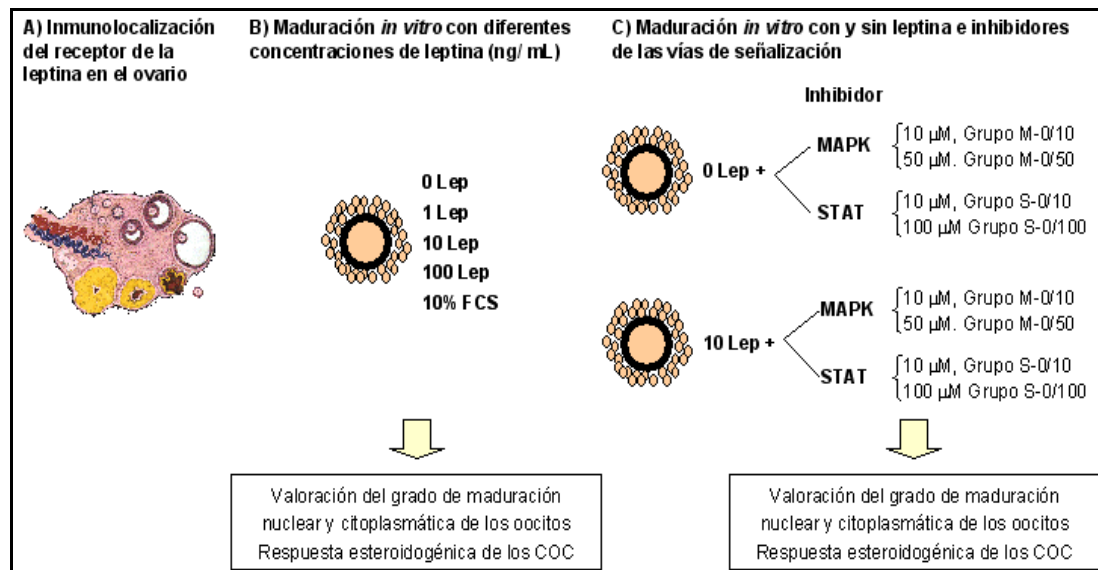 A) Inmunolocalización
del receptor de la
leptina en el ovario
B) Maduración in vitro con diferentes
concentraciones de leptina (ng/ mL)
0 Lep
1 Lep
10 Lep
100 Lep
10% FCS
Valoración del grado de maduración
nuclear y citoplasmática de los oocitos
Respuesta esteroidogénica de los COC
C) Maduración in vitro con y sin leptina e inhibidores
de las vías de señalización
Inhibidor
0 Lep +
MAPK
10 µM, Grupo M-0/10
50 µM. Grupo M-0/50
STAT
10 µM, Grupo S-0/10
100 µM Grupo S-0/100
10 Lep +
MAPK
10 µM, Grupo M-0/10
50 µM. Grupo M-0/50
STAT
10 µM, Grupo S-0/10
100 µM Grupo S-0/100
Valoración del grado de maduración
nuclear y citoplasmática de los oocitos
Respuesta esteroidogénica de los COC